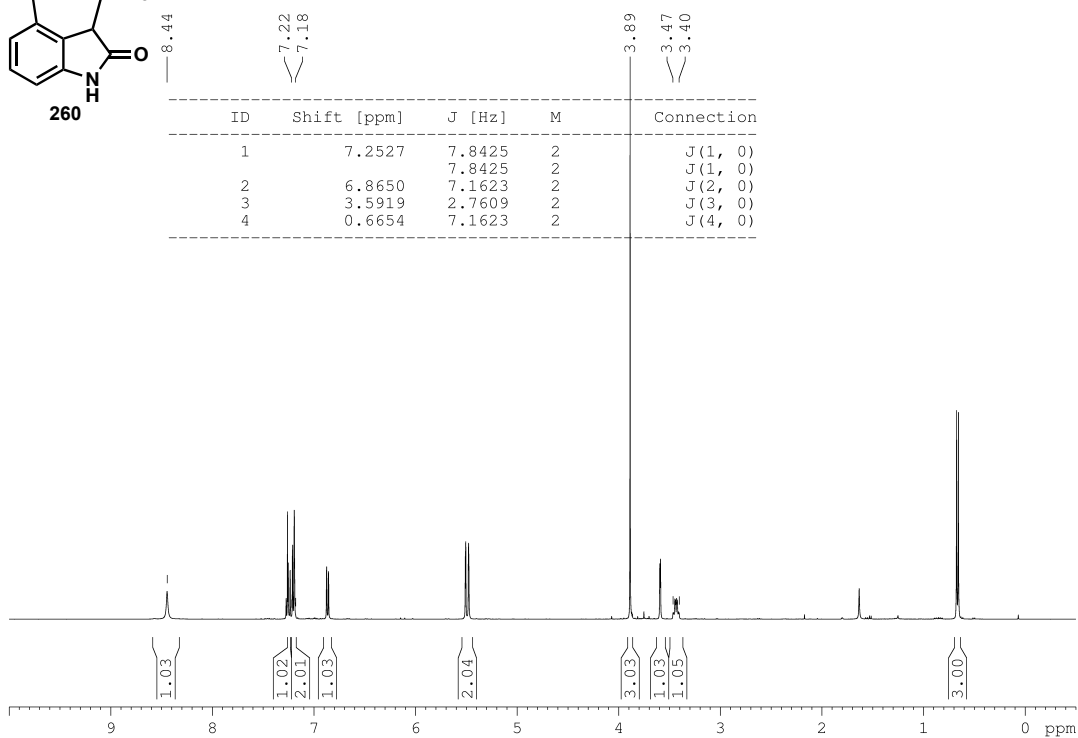 8.44
7.22
7.18
3.89
3.47
3.40
O
N
H
260
ID Shift [ppm] J [Hz] M Connection
1 7.2527 7.8425 2 J(1, 0)
7.8425 2 J(1, 0)
2 6.8650 7.1623 2 J(2, 0)
3 3.5919 2.7609 2 J(3, 0)
4 0.6654 7.1623 2 J(4, 0)
1.03
1.02
2.01
1.03
2.04
3.03
1.03
1.05
3.00
9 8 7 6 5 4 3 2 1 0 ppm